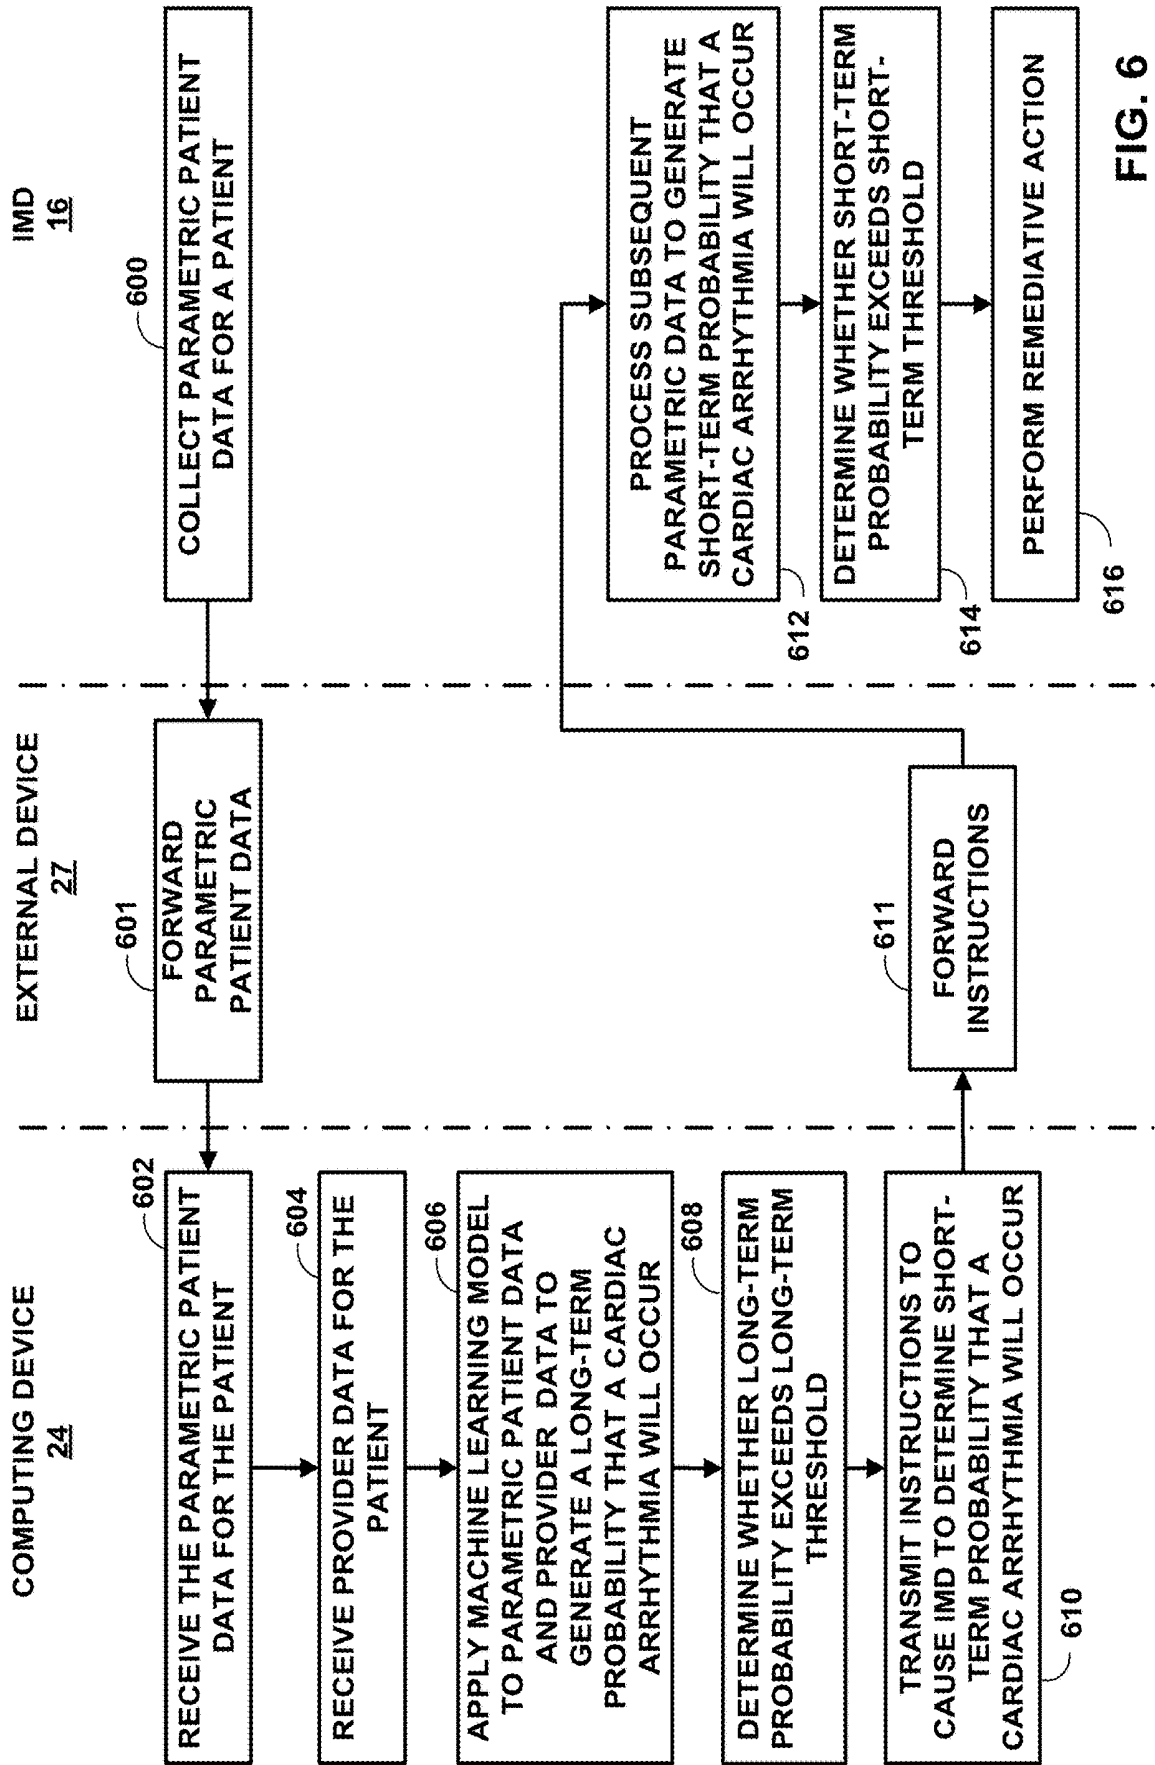 COMPUTING DEVICE
24
EXTERNAL DEVICE
27
IMD
16
602
RECEIVE THE PARAMETRIC PATIENT
DATA FOR THE PATIENT
601
FORWARD
PARAMETRIC
PATIENT DATA
600
COLLECT PARAMETRIC PATIENT
DATA FOR A PATIENT
604
RECEIVE PROVIDER DATA FOR THE
PATIENT
606
APPLY MACHINE LEARNING MODEL
TO PARAMETRIC PATIENT DATA
AND PROVIDER DATA TO
GENERATE A LONG-TERM
PROBABILITY THAT A CARDIAC
ARRHYTHMIA WILL OCCUR
608
DETERMINE WHETHER LONG-TERM
PROBABILITY EXCEEDS LONG-TERM
THRESHOLD
TRANSMIT INSTRUCTIONS TO
CAUSE IMD TO DETERMINE SHORT-
TERM PROBABILITY THAT A
CARDIAC ARRHYTHMIA WILL OCCUR
610
611
FORWARD
INSTRUCTIONS
PROCESS SUBSEQUENT
PARAMETRIC DATA TO GENERATE
SHORT-TERM PROBABILITY THAT A
CARDIAC ARRHYTHMIA WILL OCCUR
612
DETERMINE WHETHER SHORT-TERM
PROBABILITY EXCEEDS SHORT-
TERM THRESHOLD
614
PERFORM REMEDIATIVE ACTION
616
FIG. 6